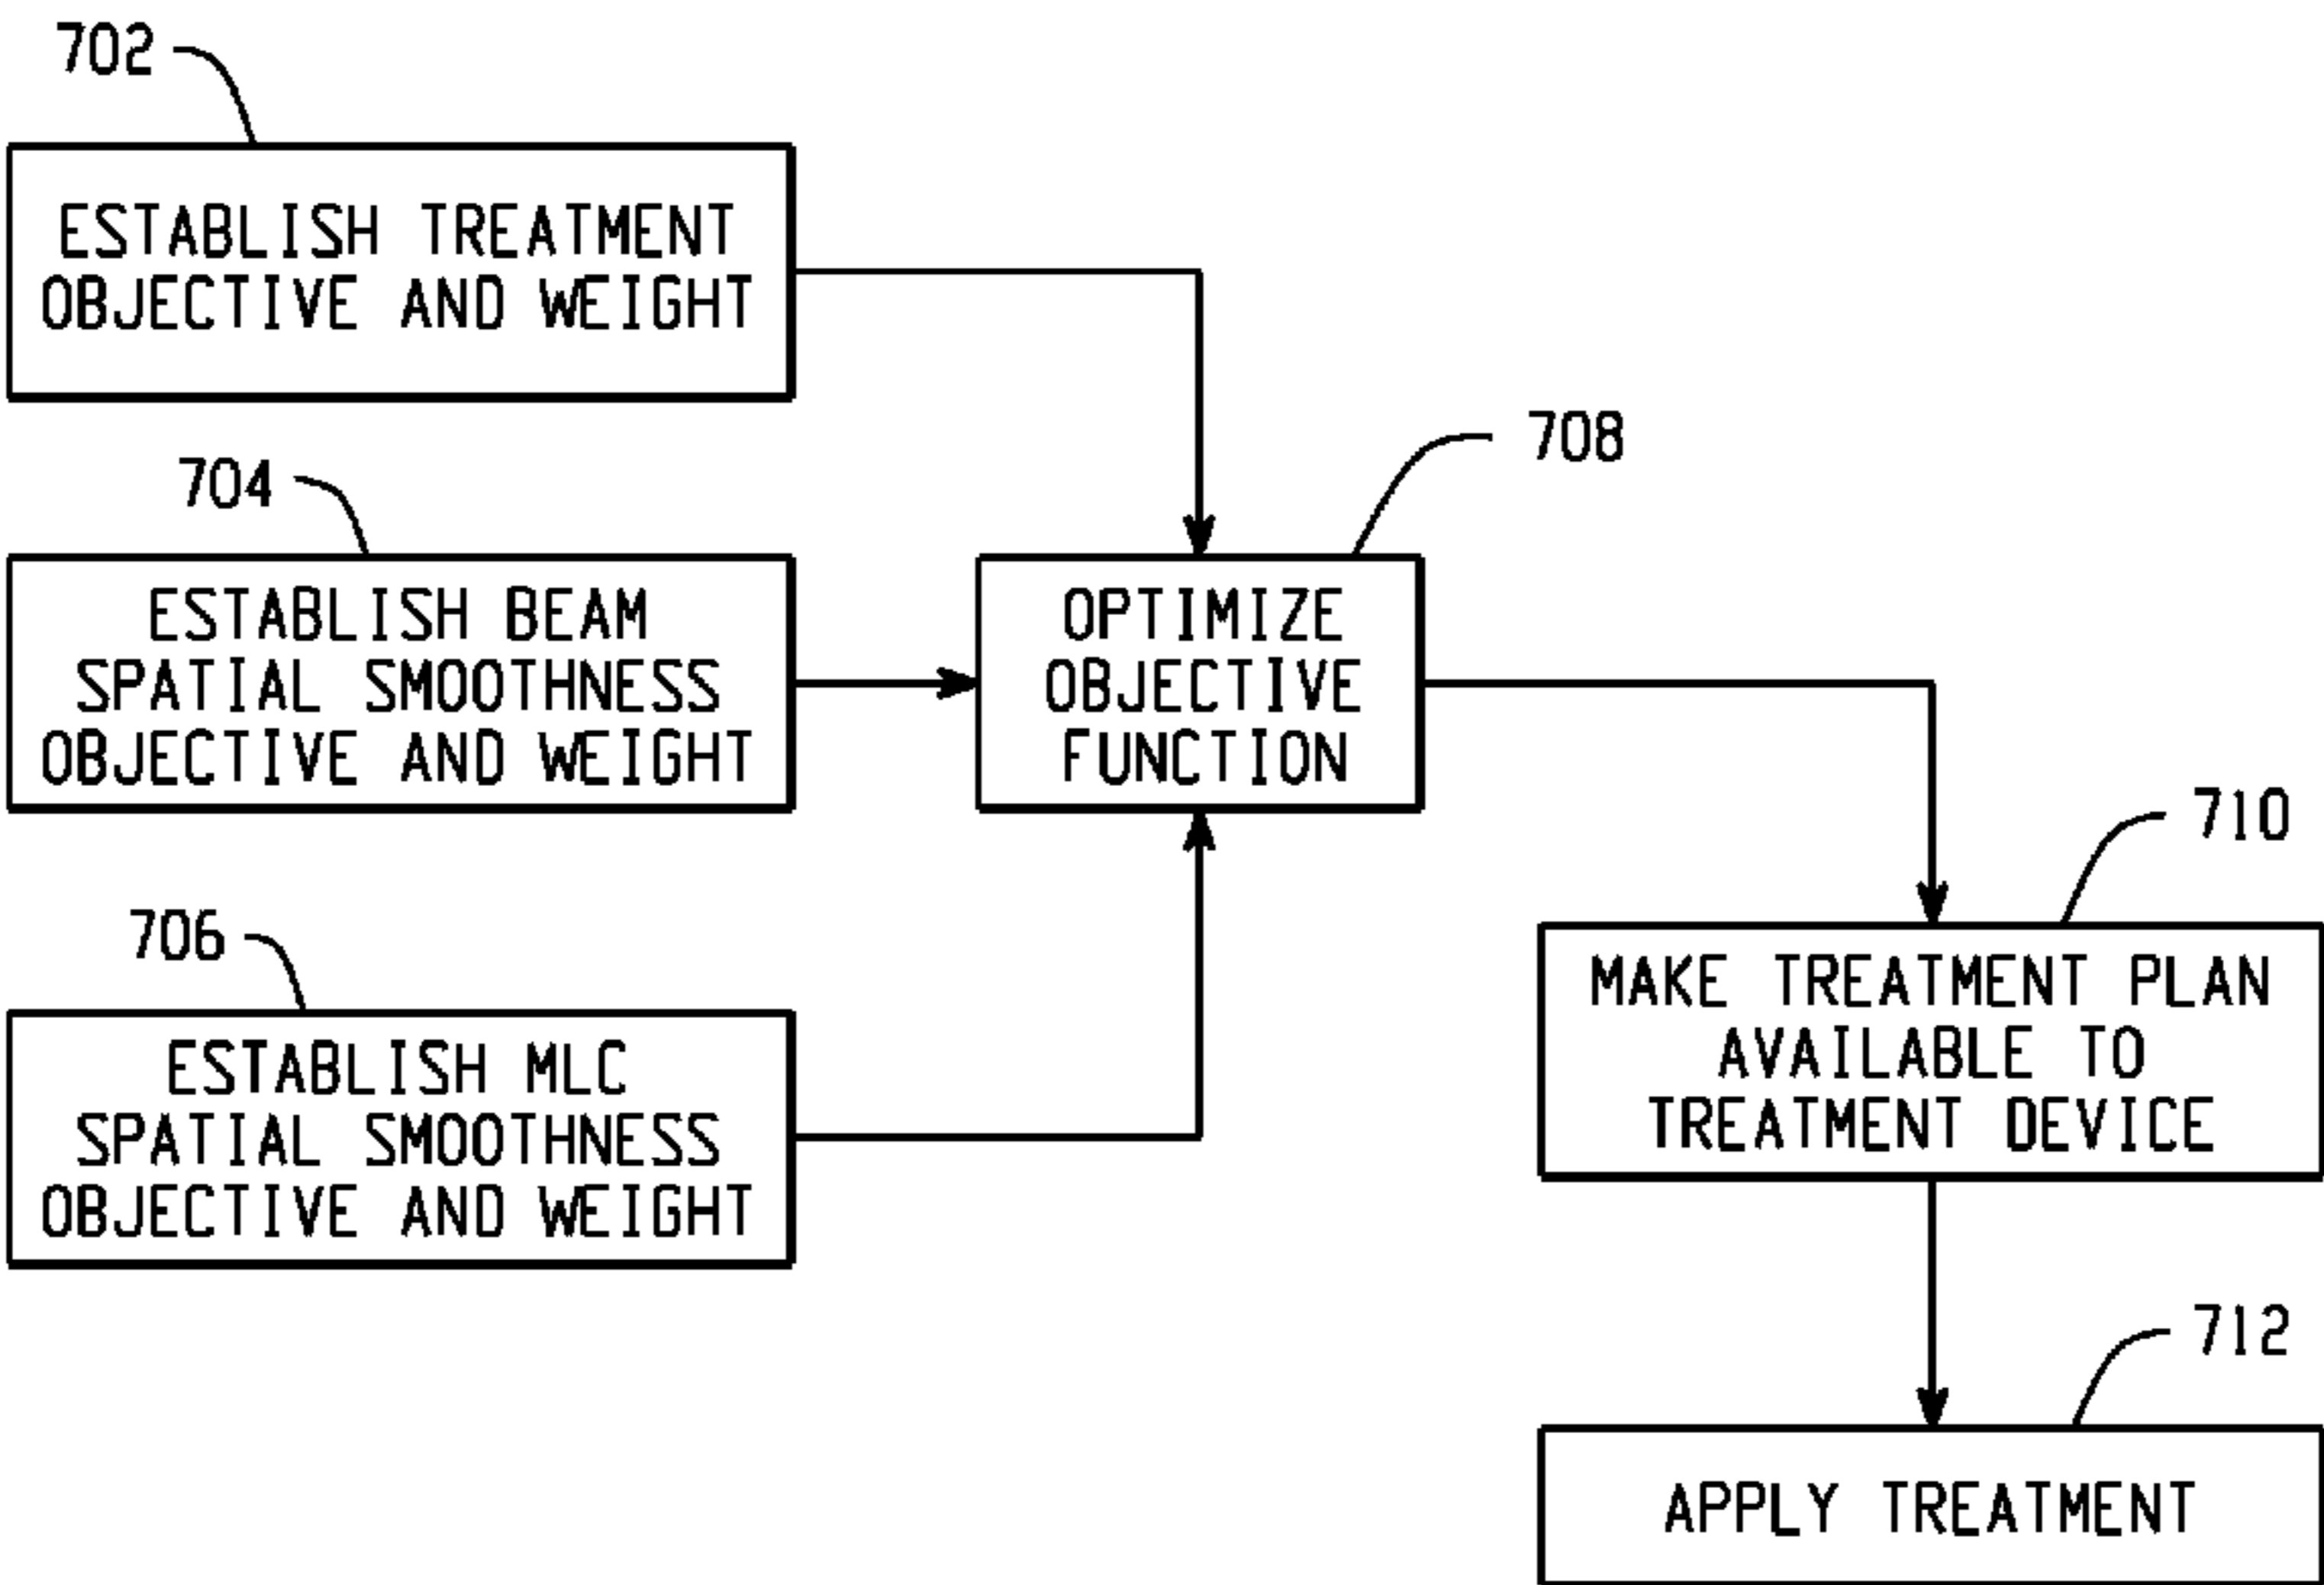 702
ESTABLISH TREATMENT
OBJECTIVE AND WEIGHT
704
ESTABLISH BEAM
SPATIAL SMOOTHNESS
OBJECTIVE AND WEIGHT
706
ESTABLISH MLC
SPATIAL SMOOTHNESS
OBJECTIVE AND WEIGHT
708
OPTIMIZE
OBJECTIVE
FUNCTION
710
MAKE TREATMENT PLAN
AVAILABLE TO
TREATMENT DEVICE
712
APPLY TREATMENT